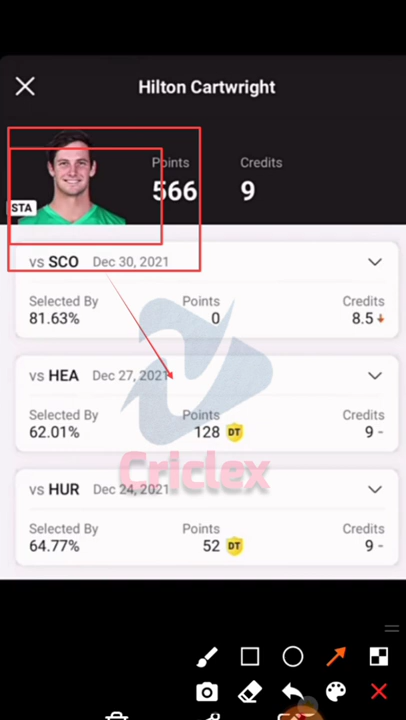 Hilton Cartwright
Points Credits
566 9
STA
vs SCO Dec 30, 2021
Selected By Points Credits
81.63% 0 8.5
vs HEA Dec 27, 2021
Selected By Points Credits
62.01% 128 DT 9 -
Criclex
vs HUR Dec 24, 2021
Selected By Points Credits
64.77% 52 DT 9 -